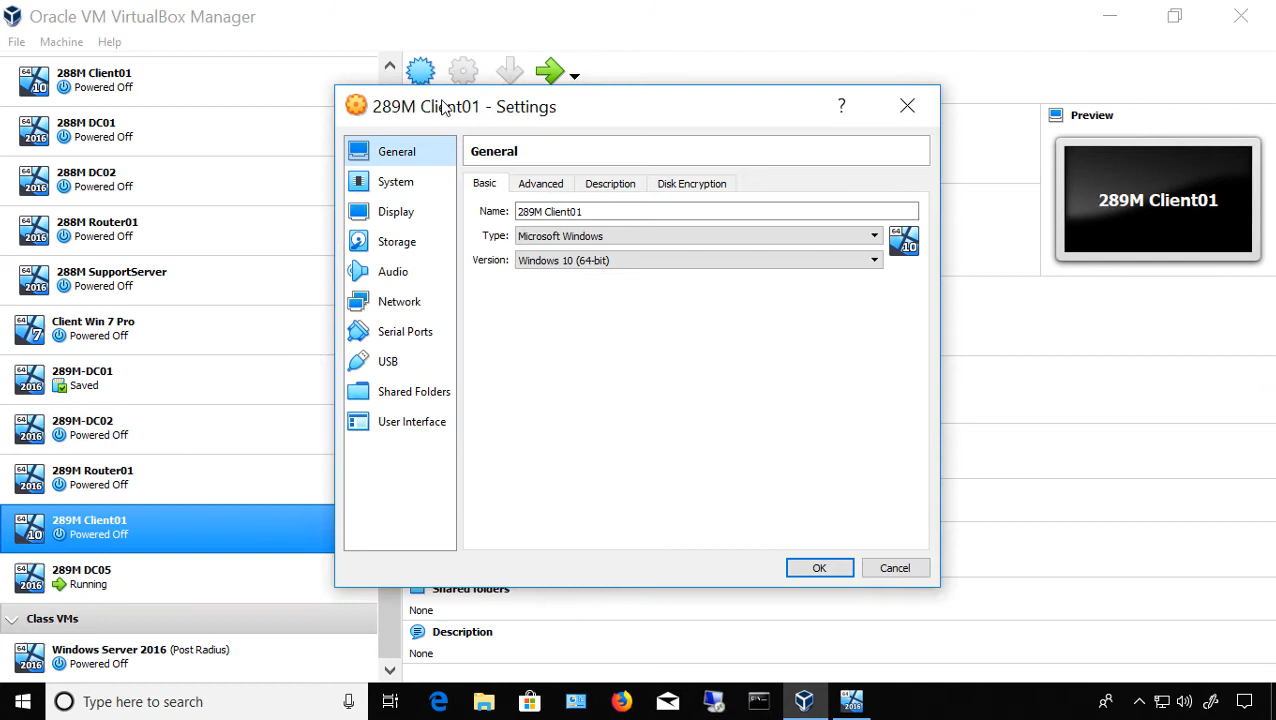 Oracle VM VirtualBox Manager
File Machine Help
288M Client01
Powered Off
288M DC01
Powered Off
288M DC02
Powered Off
288M Router01
Powered Off
288M SupportServer
Powered Off
Client Win 7 Pro
Powered Off
289M-DC01
Saved
289M-DC02
Powered Off
289M Router01
Powered Off
289M Client01
Powered Off
289M DC05
Running
Class VMs
Windows Server 2016 (Post Radius)
Powered Off
289M Client01 - Settings
?
General
System
Display
Storage
Audio
Network
Serial Ports
USB
Shared Folders
User Interface
General
Basic Advanced Description Disk Encryption
Name: 289M Client01
Type: Microsoft Windows
Version: Windows 10 (64-bit)
64
10
OK Cancel
Preview
289M Client01
Shared folders
None
Description
None
Type here to search